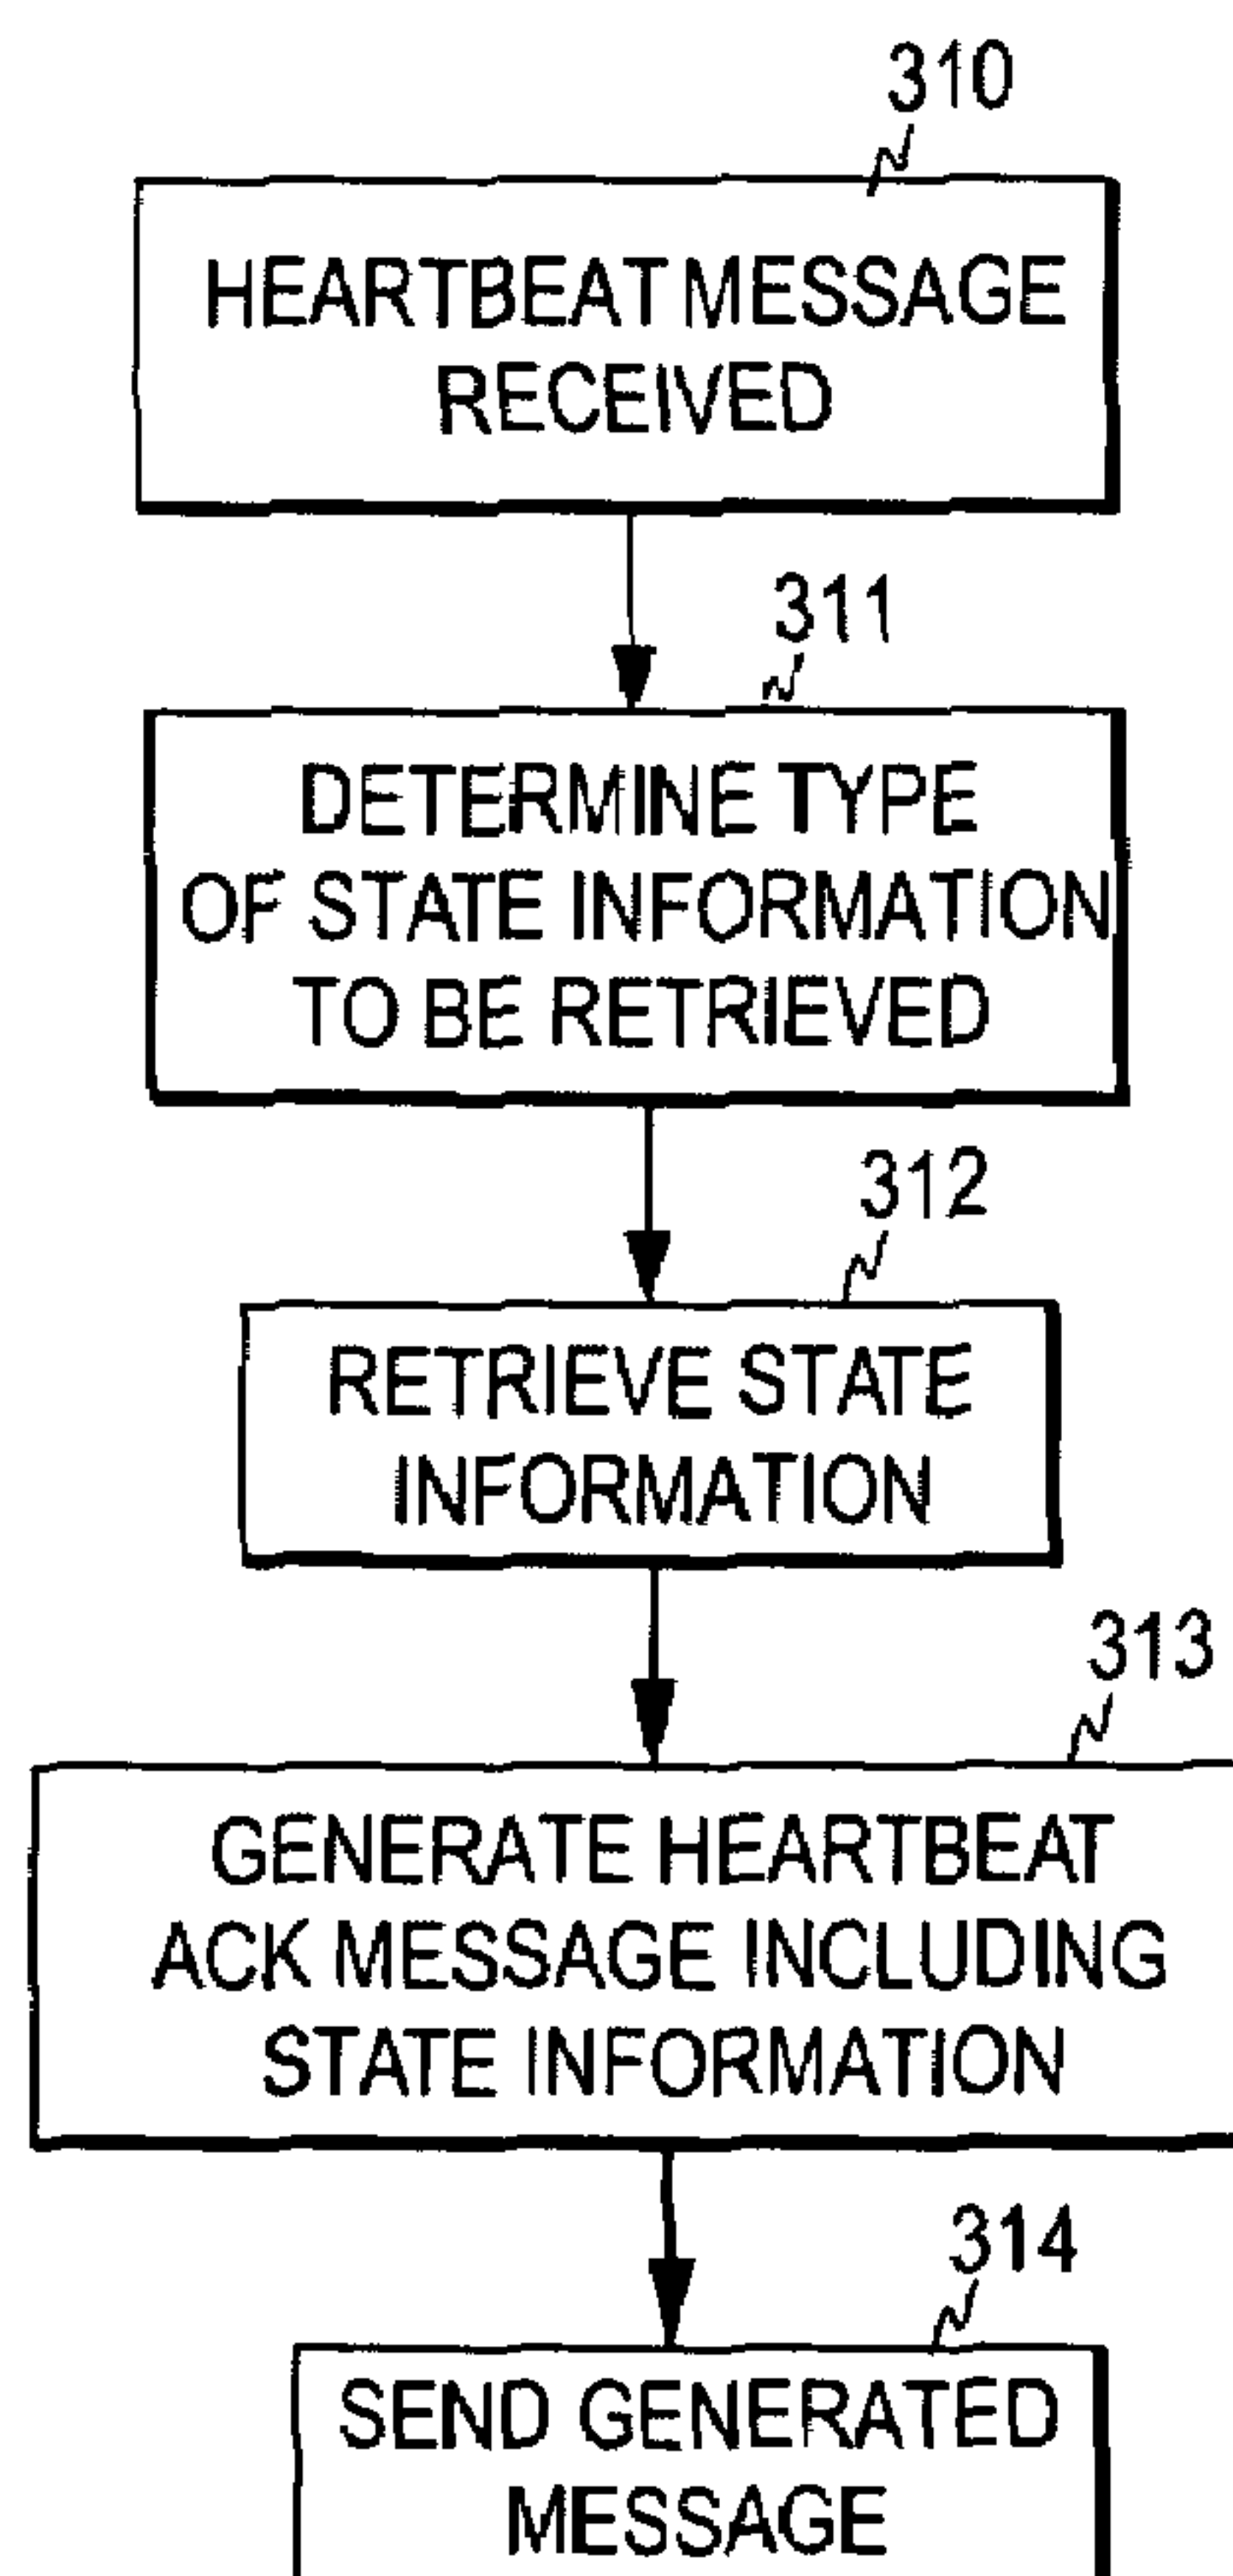 310
HEARTBEAT MESSAGE
RECEIVED
311
DETERMINE TYPE
OF STATE INFORMATION
TO BE RETRIEVED
312
RETRIEVE STATE
INFORMATION
313
GENERATE HEARTBEAT
ACK MESSAGE INCLUDING
STATE INFORMATION
314
SEND GENERATED
MESSAGE